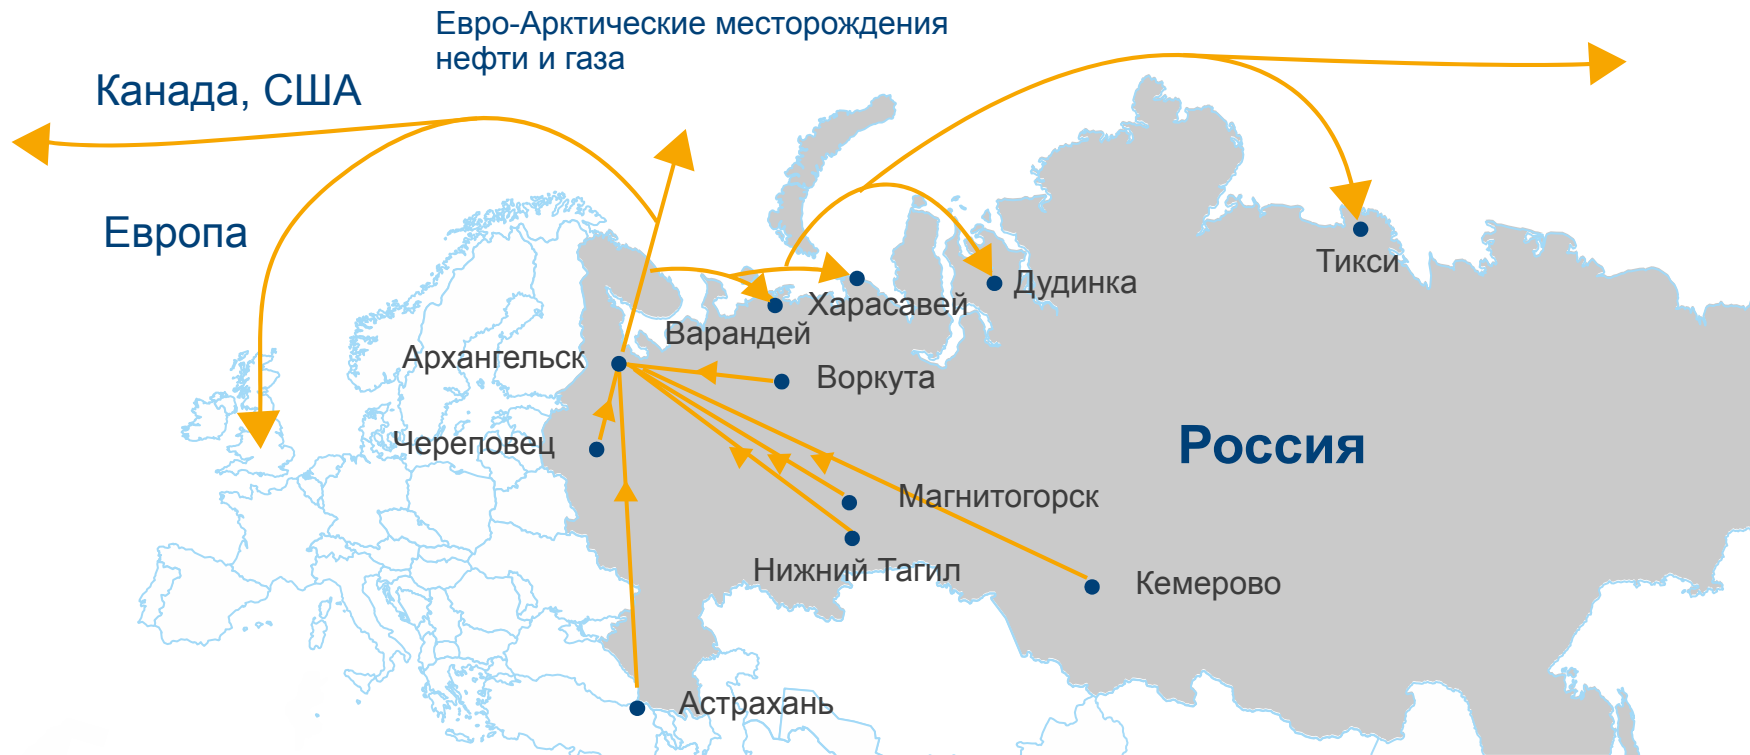 Евро-Арктические месторождения
нефти и газа
Канада, США
Европа
Тикси
Дудинка
Харасавей
Варандей
Архангельск
Воркута
Череповец
Россия
Магнитогорск
Нижний Тагил
Кемерово
Астрахань